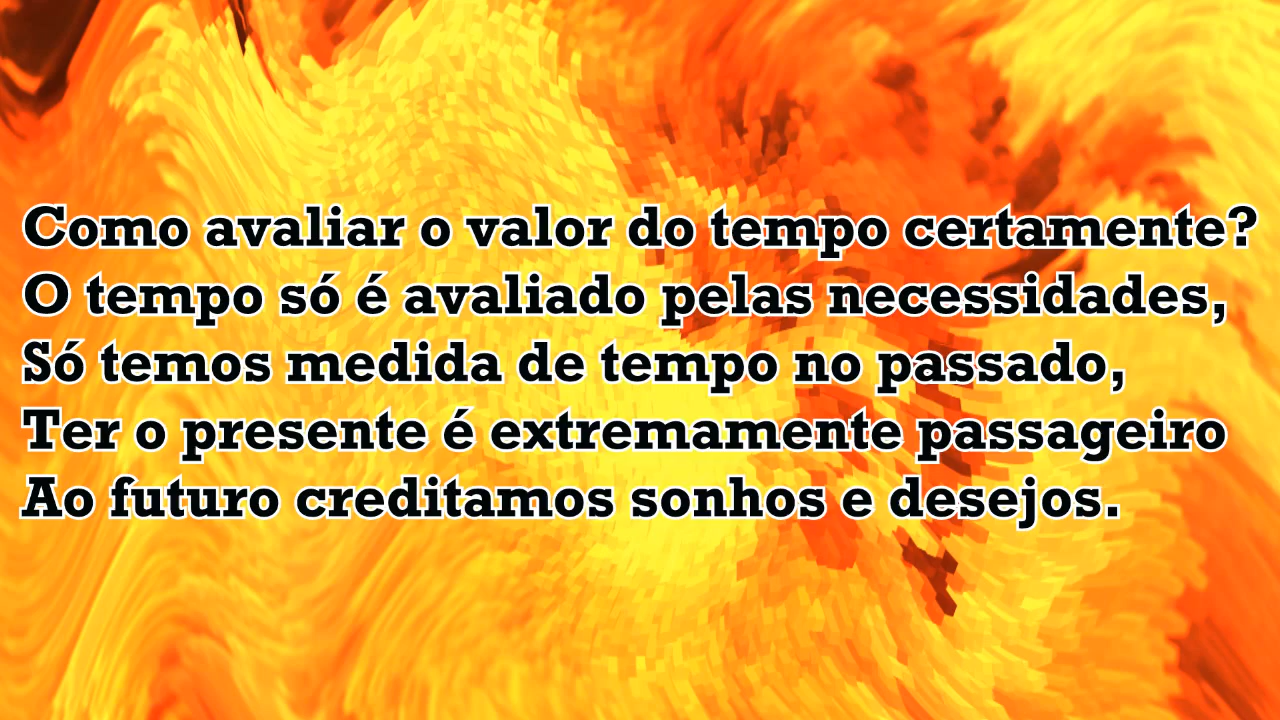 Como avaliar o valor do tempo certamente?
O tempo só é avaliado pelas necessidades,
Só temos medida de tempo no passado,
Ter o presente é extremamente passageiro
Ao futuro creditamos sonhos e desejos.